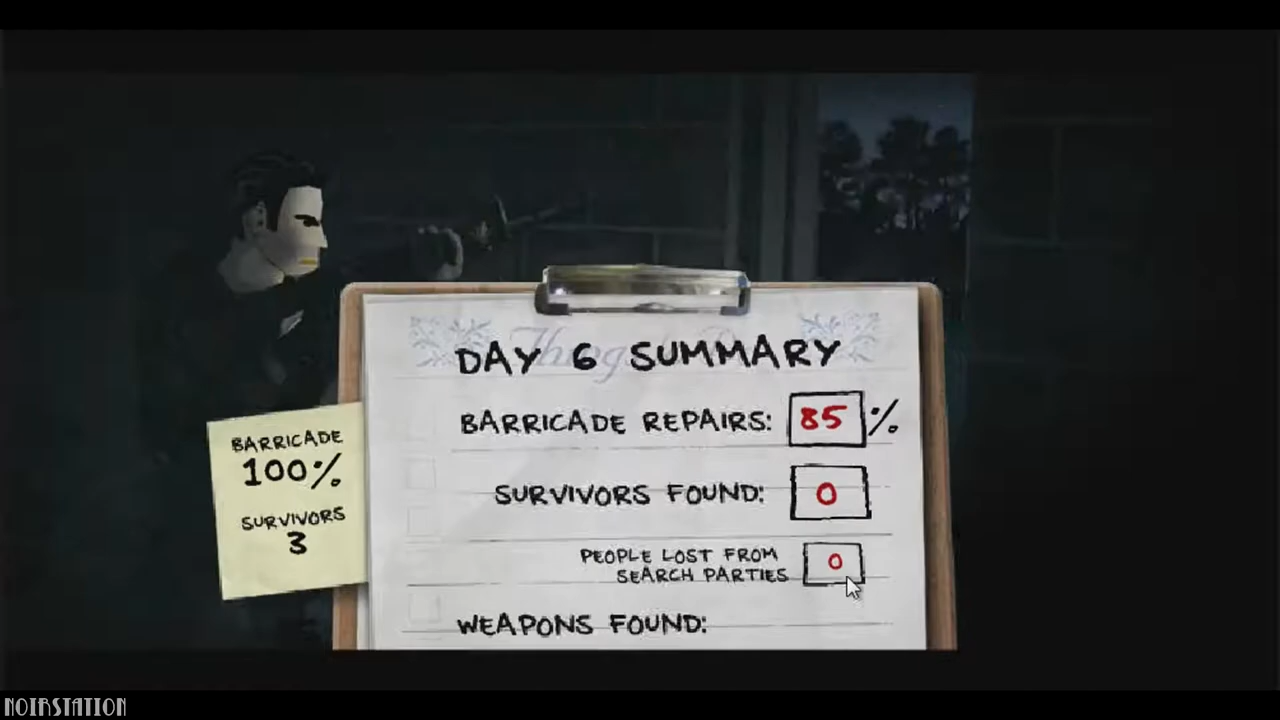 DAY 6 SUMMARY
BARRICADE REPAIRS: 85 %
SURVIVORS FOUND: 0
PEOPLE LOST FROM
SEARCH PARTIES 0
WEAPONS FOUND:
BARRICADE
100%
SURVIVORS
3
NOIRSTATION